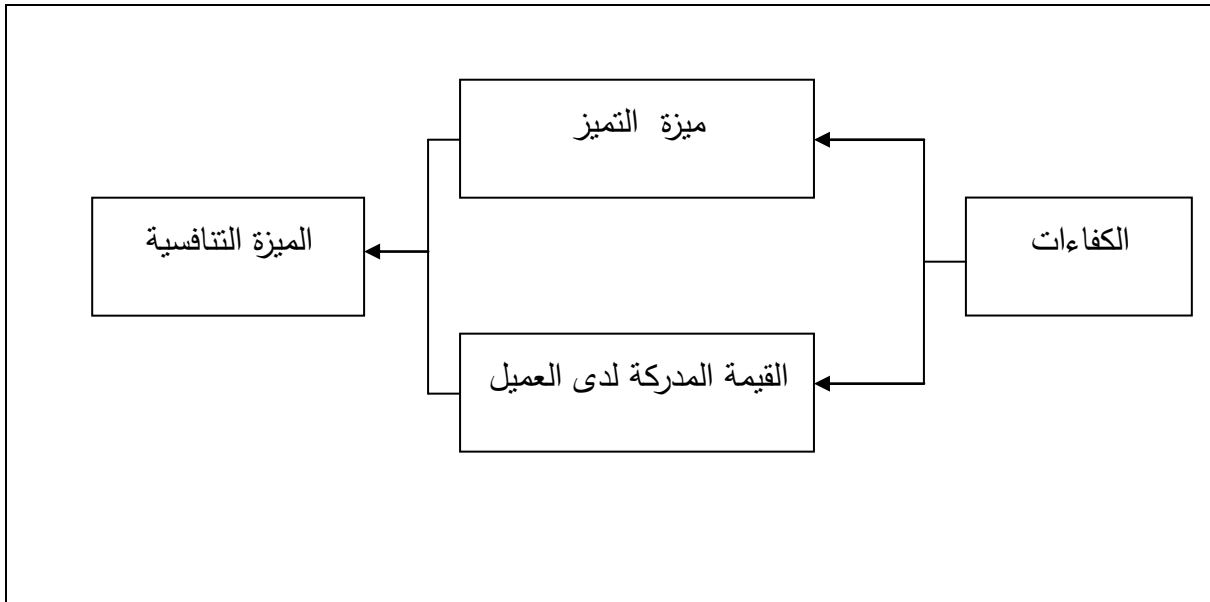 ميزة التميز
الكفاءات
الميزة التنافسية
القيمة المدركة لدى العميل